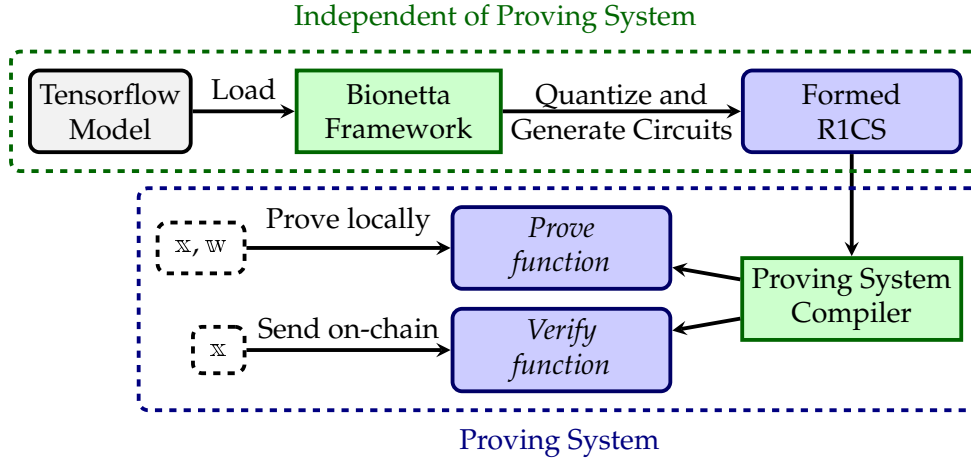 Independent of Proving System
Tensorflow
Model
Load
Bionetta
Framework
Quantize and
Generate Circuits
Formed
R1CS
𝕩, 𝕨
Prove locally
Prove
function
Proving System
Compiler
𝕩
Send on-chain
Verify
function
Proving System